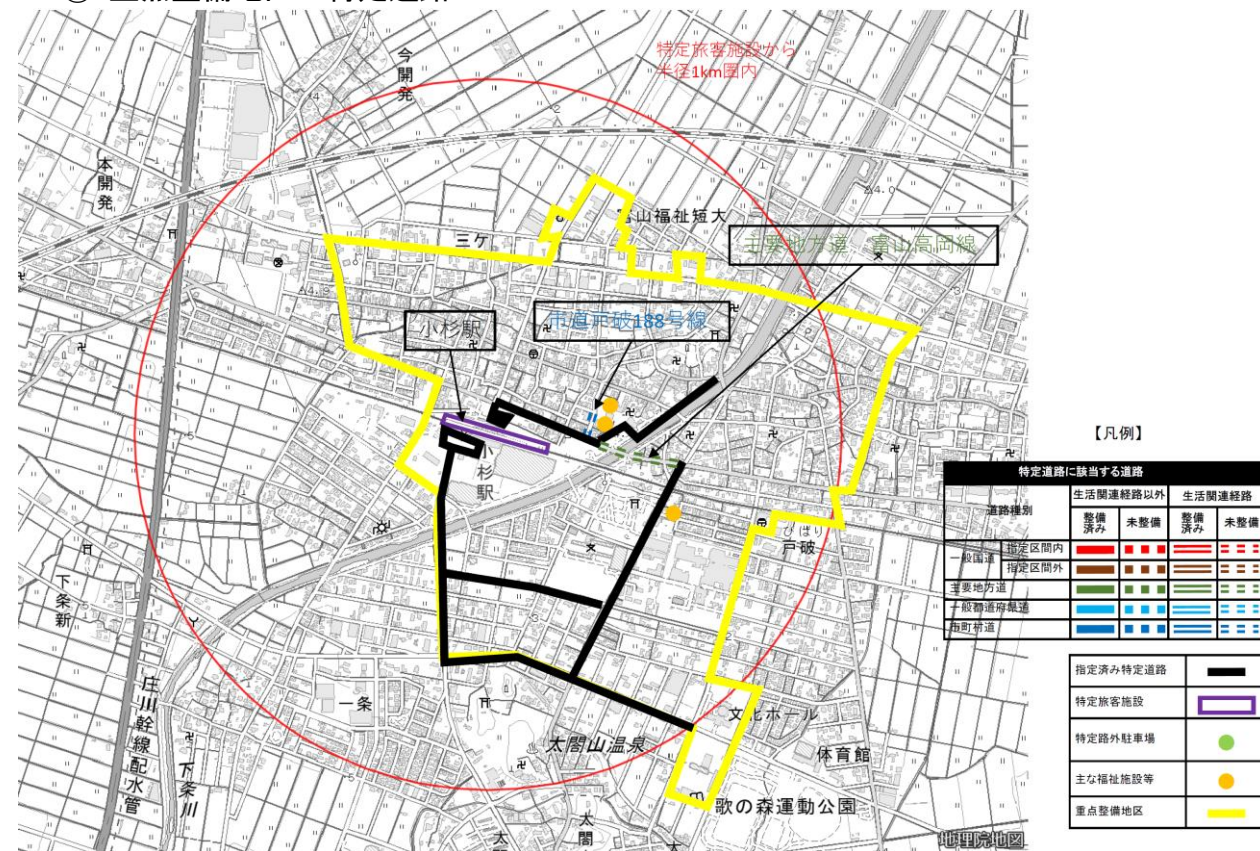 今開発
特定旅客施設から
半径1km圏内
本開発
富山福祉短大
三ケ
主要地方道　富山高岡線
小杉駅
市道戸破188号線
小杉駅
ひばり
戸破
下条新
一条
庄川幹線配水管
下条川
太閤山温泉
文化ホール
体育館
歌の森運動公園
地理院地図
【凡例】
特定道路に該当する道路
道路種別
生活関連経路以外
生活関連経路
整備済み
未整備
整備済み
未整備
一般国道
指定区間内
指定区間外
主要地方道
一般都道府県道
市町村道
指定済み特定道路
特定旅客施設
特定路外駐車場
主な福祉施設等
重点整備地区